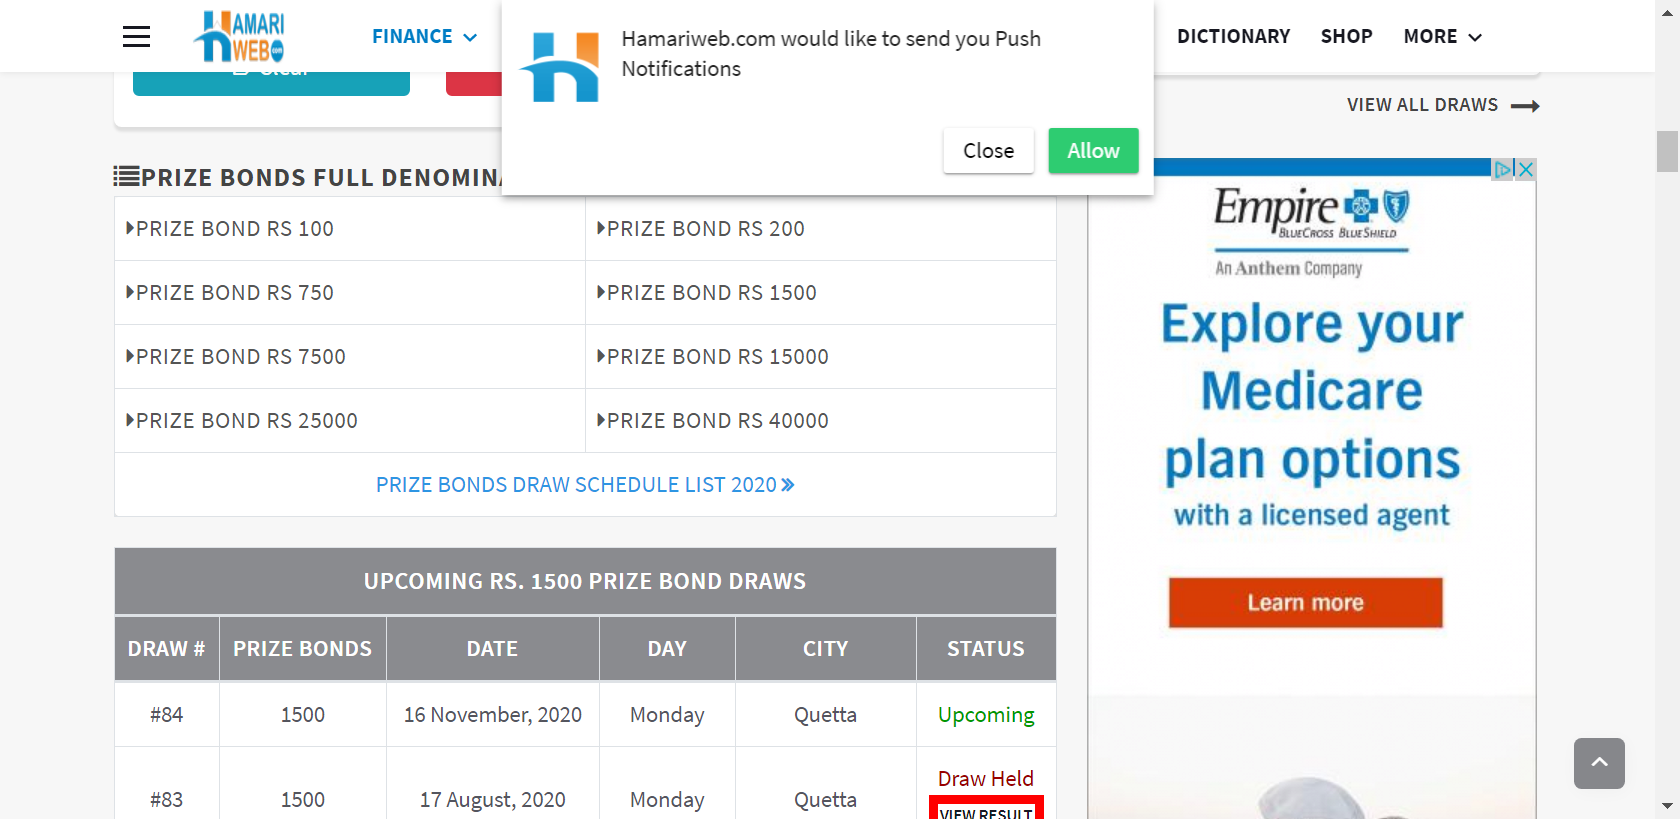 HAMARI
WEB.com
FINANCE
DICTIONARY
SHOP
MORE
Hamariweb.com would like to send you Push
Notifications
Close
Allow
Clear
VIEW ALL DRAWS
PRIZE BONDS FULL DENOMINA
PRIZE BOND RS 100
PRIZE BOND RS 200
PRIZE BOND RS 750
PRIZE BOND RS 1500
PRIZE BOND RS 7500
PRIZE BOND RS 15000
PRIZE BOND RS 25000
PRIZE BOND RS 40000
PRIZE BONDS DRAW SCHEDULE LIST 2020 »
UPCOMING RS. 1500 PRIZE BOND DRAWS
DRAW # PRIZE BONDS DATE DAY CITY STATUS
#84 1500 16 November, 2020 Monday Quetta Upcoming
#83 1500 17 August, 2020 Monday Quetta Draw Held
VIEW RESULT
Empire
BLUECROSS BLUESHIELD
An Anthem Company
Explore your
Medicare
plan options
with a licensed agent
Learn more